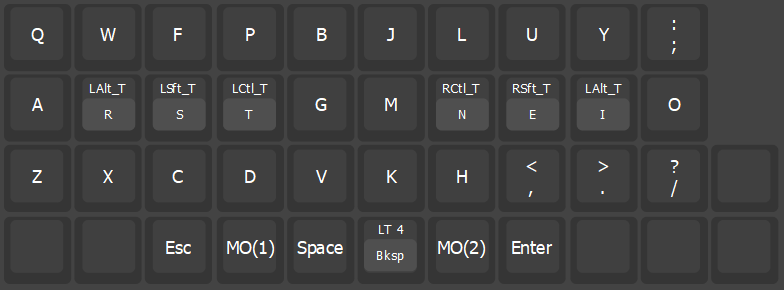 Q W F P B J L U Y :
;
LAlt_T LSft_T LCtl_T RCtl_T RSft_T LAlt_T
A R S T G M N E I O
Z X C D V K H < > ?
, . /
LT 4
Esc MO(1) Space Bksp MO(2) Enter